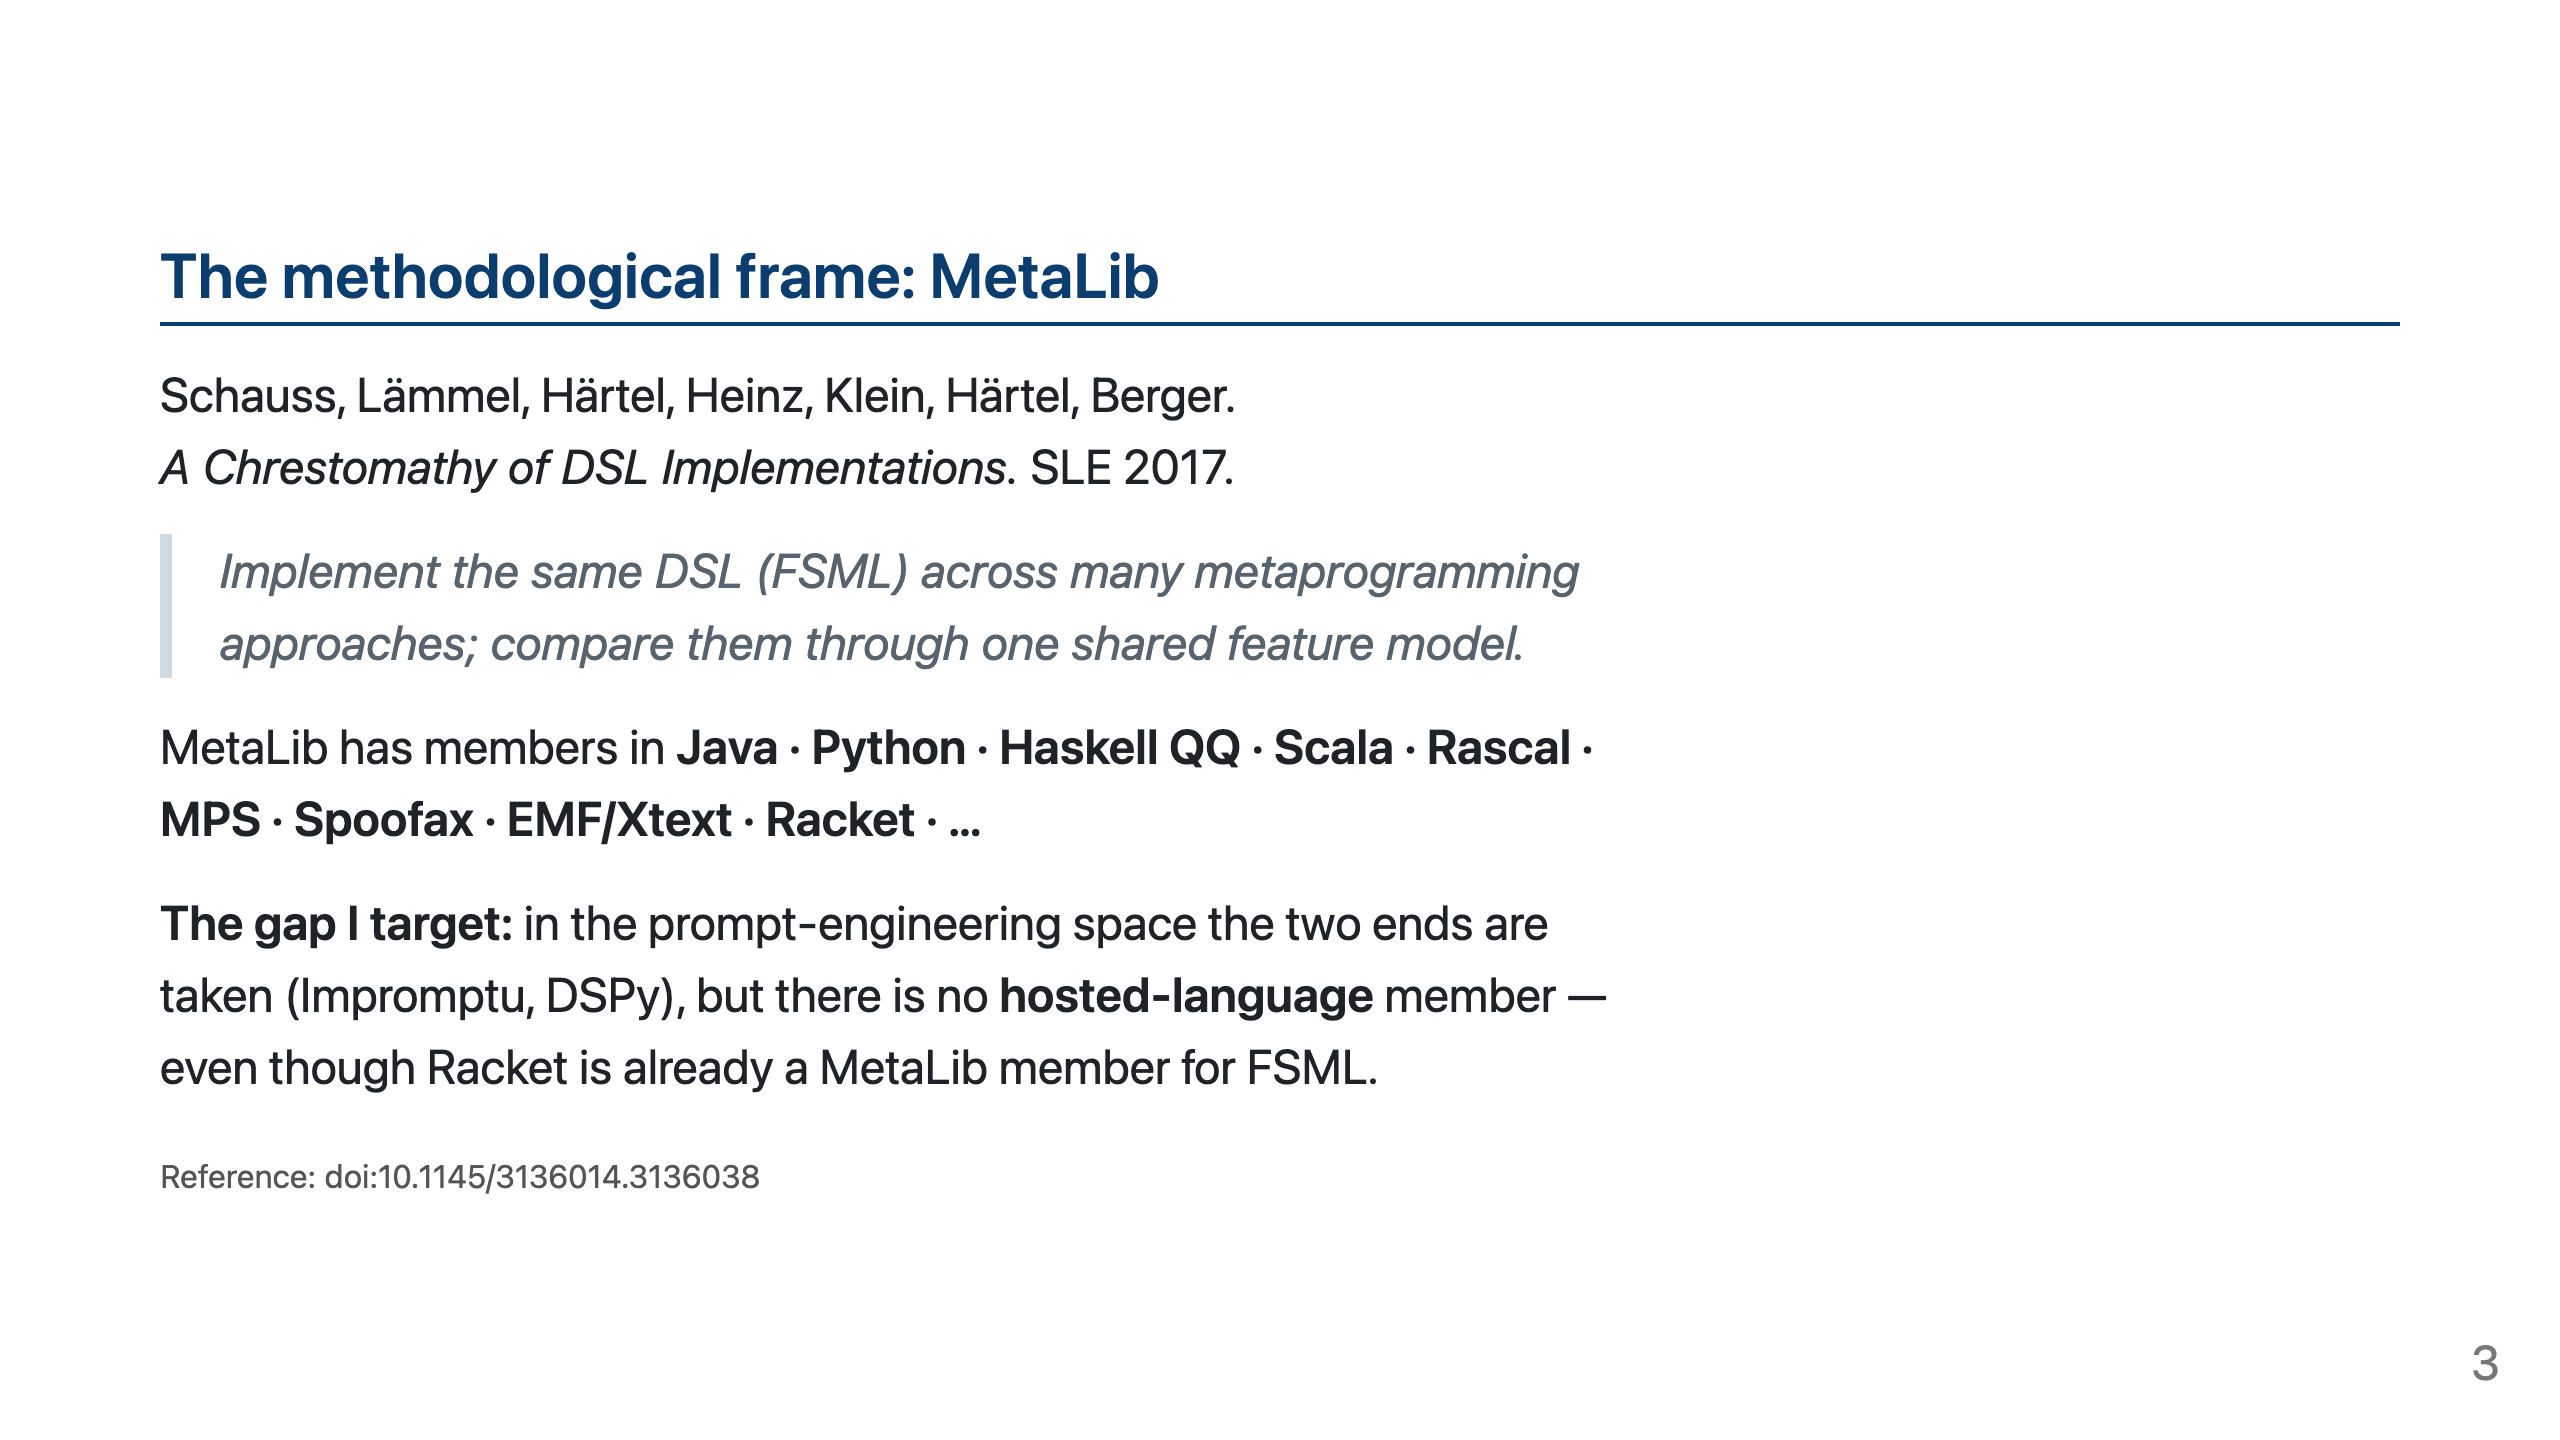 The methodological frame: MetaLib
Schauss, Lämmel, Härtel, Heinz, Klein, Härtel, Berger.
A Chrestomathy of DSL Implementations. SLE 2017.
Implement the same DSL (FSML) across many metaprogramming
approaches; compare them through one shared feature model.
MetaLib has members in Java · Python · Haskell QQ · Scala · Rascal ·
MPS · Spoofax · EMF/Xtext · Racket · …
The gap I target: in the prompt-engineering space the two ends are
taken (Impromptu, DSPy), but there is no hosted-language member —
even though Racket is already a MetaLib member for FSML.
Reference: doi:10.1145/3136014.3136038
3